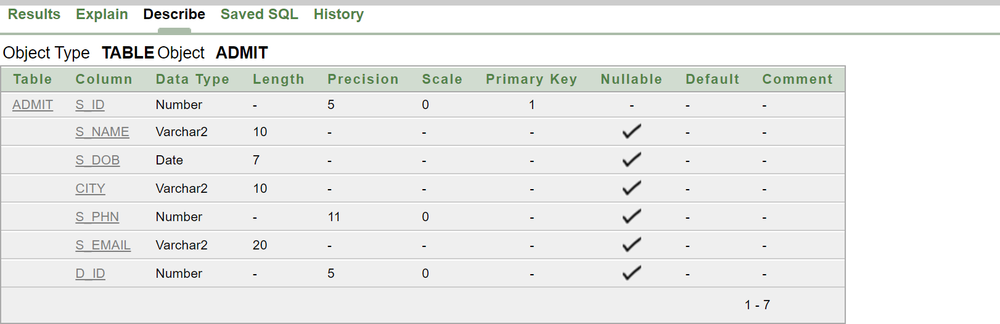 Results Explain Describe Saved SQL History
Object Type TABLE Object ADMIT
Table Column Data Type Length Precision Scale Primary Key Nullable Default Comment
ADMIT S_ID Number - 5 0 1 - - -
S_NAME Varchar2 10 - - - ✓ - -
S_DOB Date 7 - - - ✓ - -
CITY Varchar2 10 - - - ✓ - -
S_PHN Number - 11 0 - ✓ - -
S_EMAIL Varchar2 20 - - - ✓ - -
D_ID Number - 5 0 - ✓ - -
1 - 7